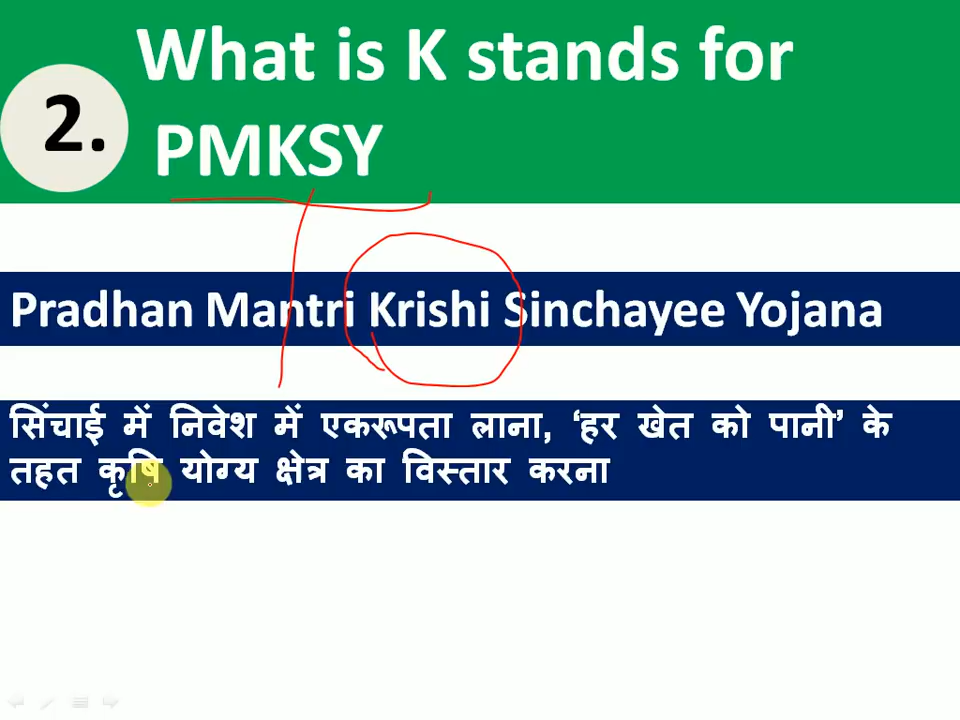 What is K stands for
2.
PMKSY
Pradhan Mantri Krishi Sinchayee Yojana
सिंचाई में निवेश में एकरूपता लाना, ‘हर खेत को पानी’ के
तहत कृषि योग्य क्षेत्र का विस्तार करना